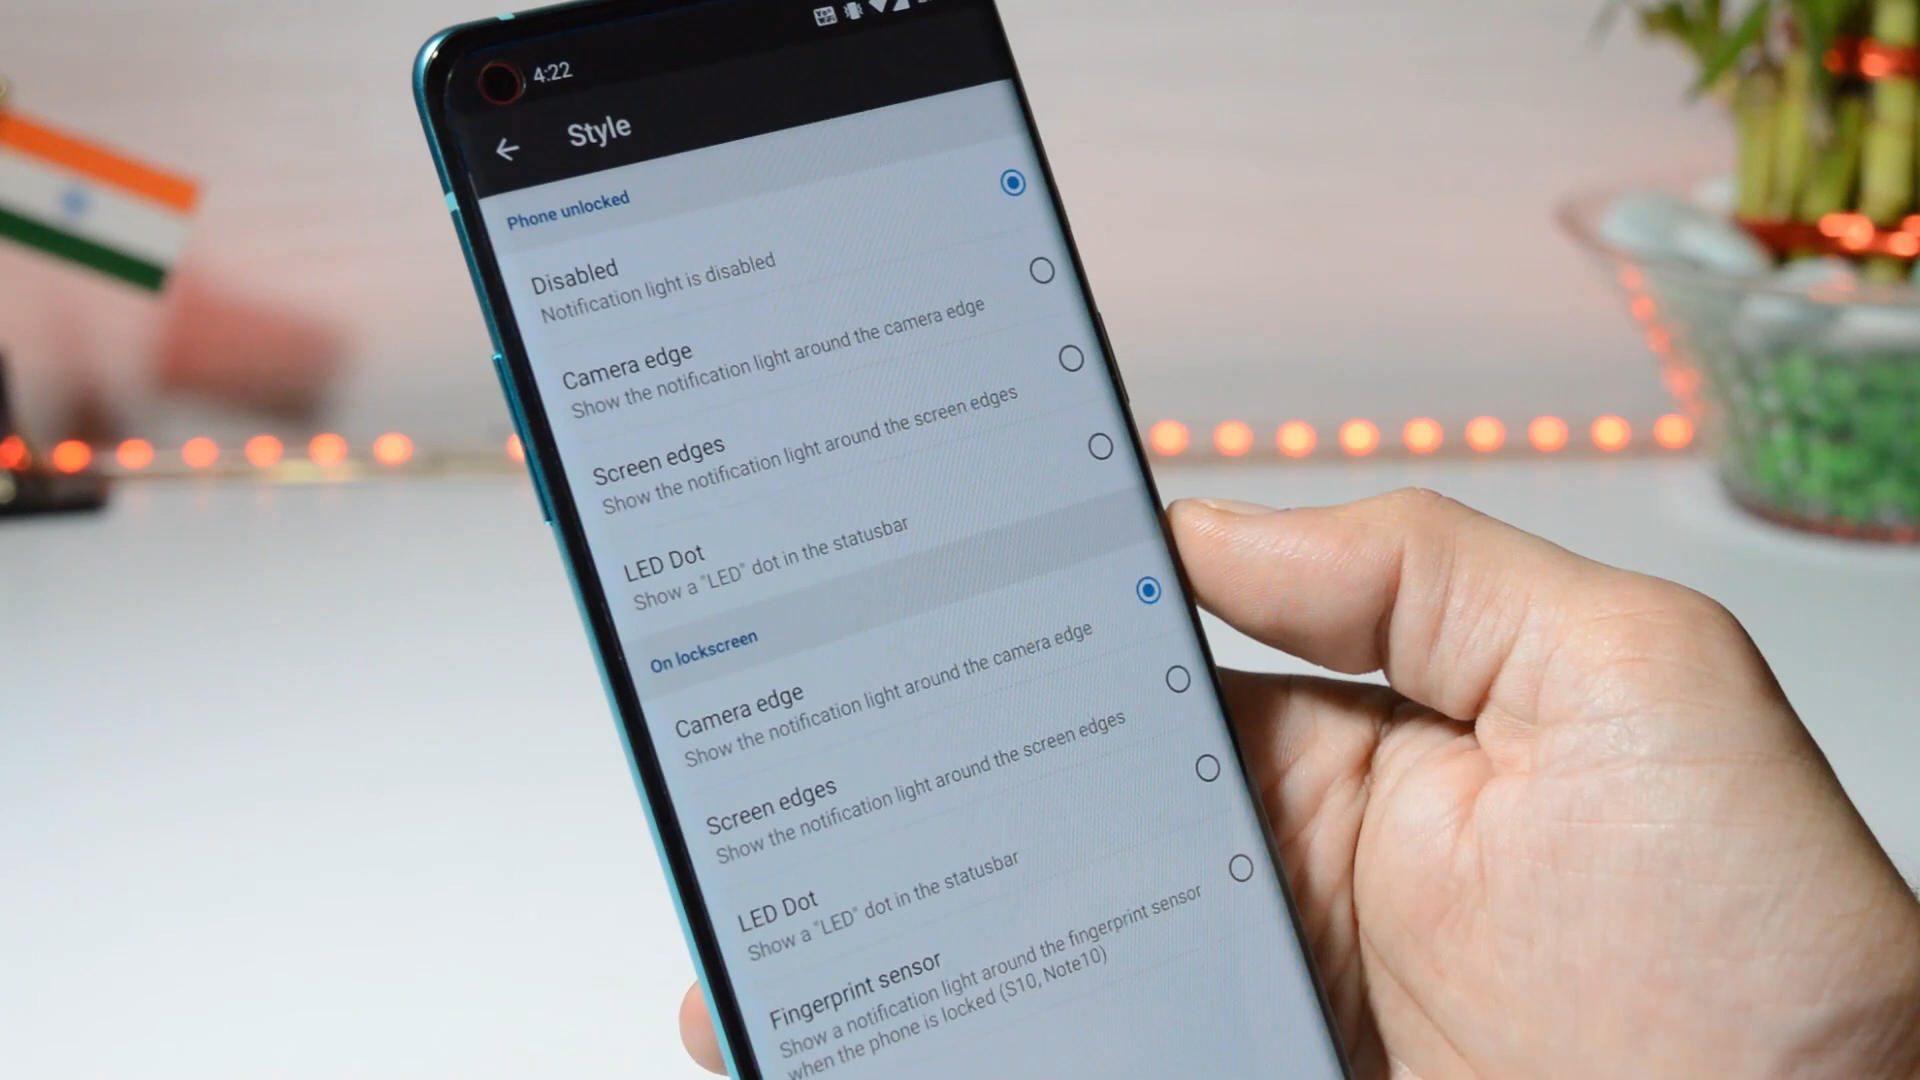 4:22
Style
Phone unlocked
Disabled
Notification light is disabled
Camera edge
Show the notification light around the camera edge
Screen edges
Show the notification light around the screen edges
LED Dot
Show a "LED" dot in the statusbar
On lockscreen
Camera edge
Show the notification light around the camera edge
Screen edges
Show the notification light around the screen edges
LED Dot
Show a "LED" dot in the statusbar
Fingerprint sensor
Show a notification light around the fingerprint sensor
when the phone is locked (S10, Note10)